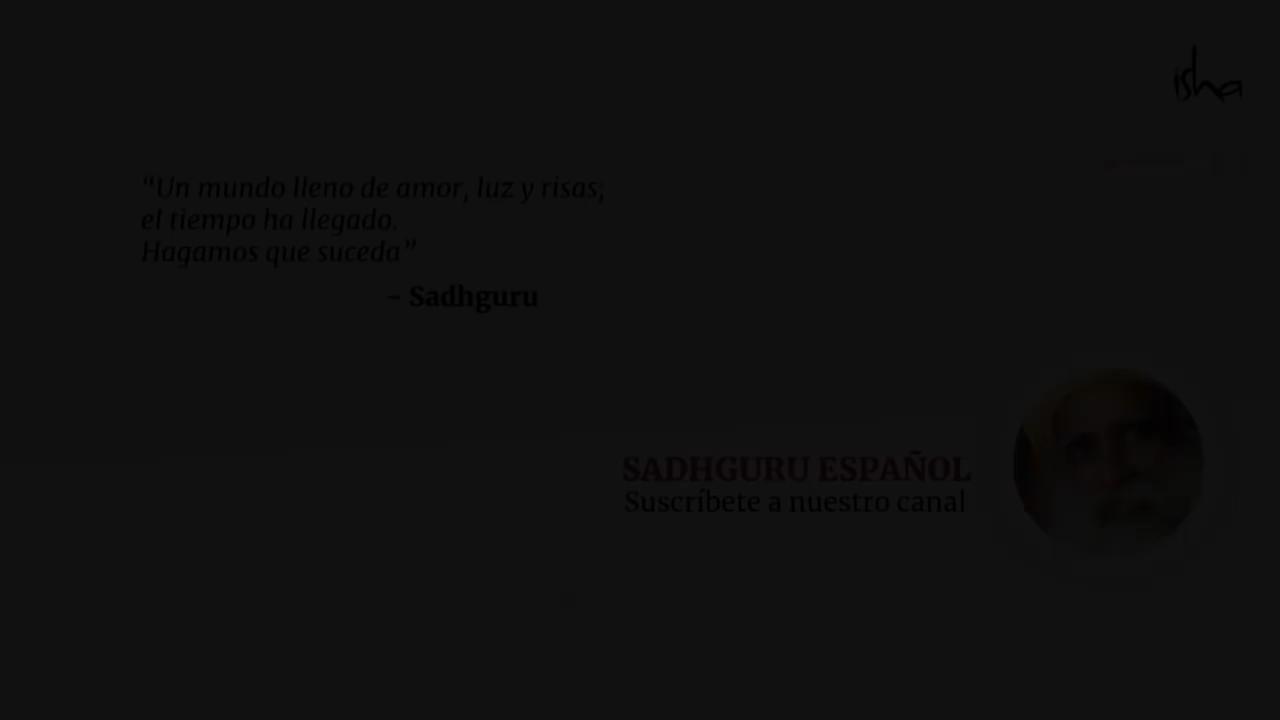 isha
“Un mundo lleno de amor, luz y risas;
el tiempo ha llegado.
Hagamos que suceda”
– Sadhguru
SADHGURU ESPAÑOL
Suscríbete a nuestro canal